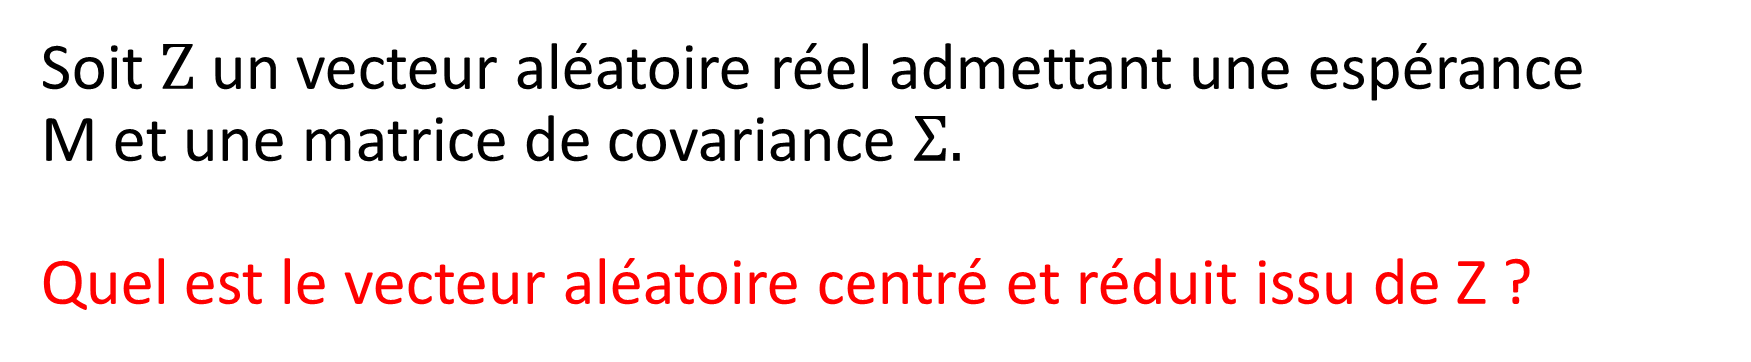 Soit Z un vecteur aléatoire réel admettant une espérance
M et une matrice de covariance Σ.
Quel est le vecteur aléatoire centré et réduit issu de Z ?